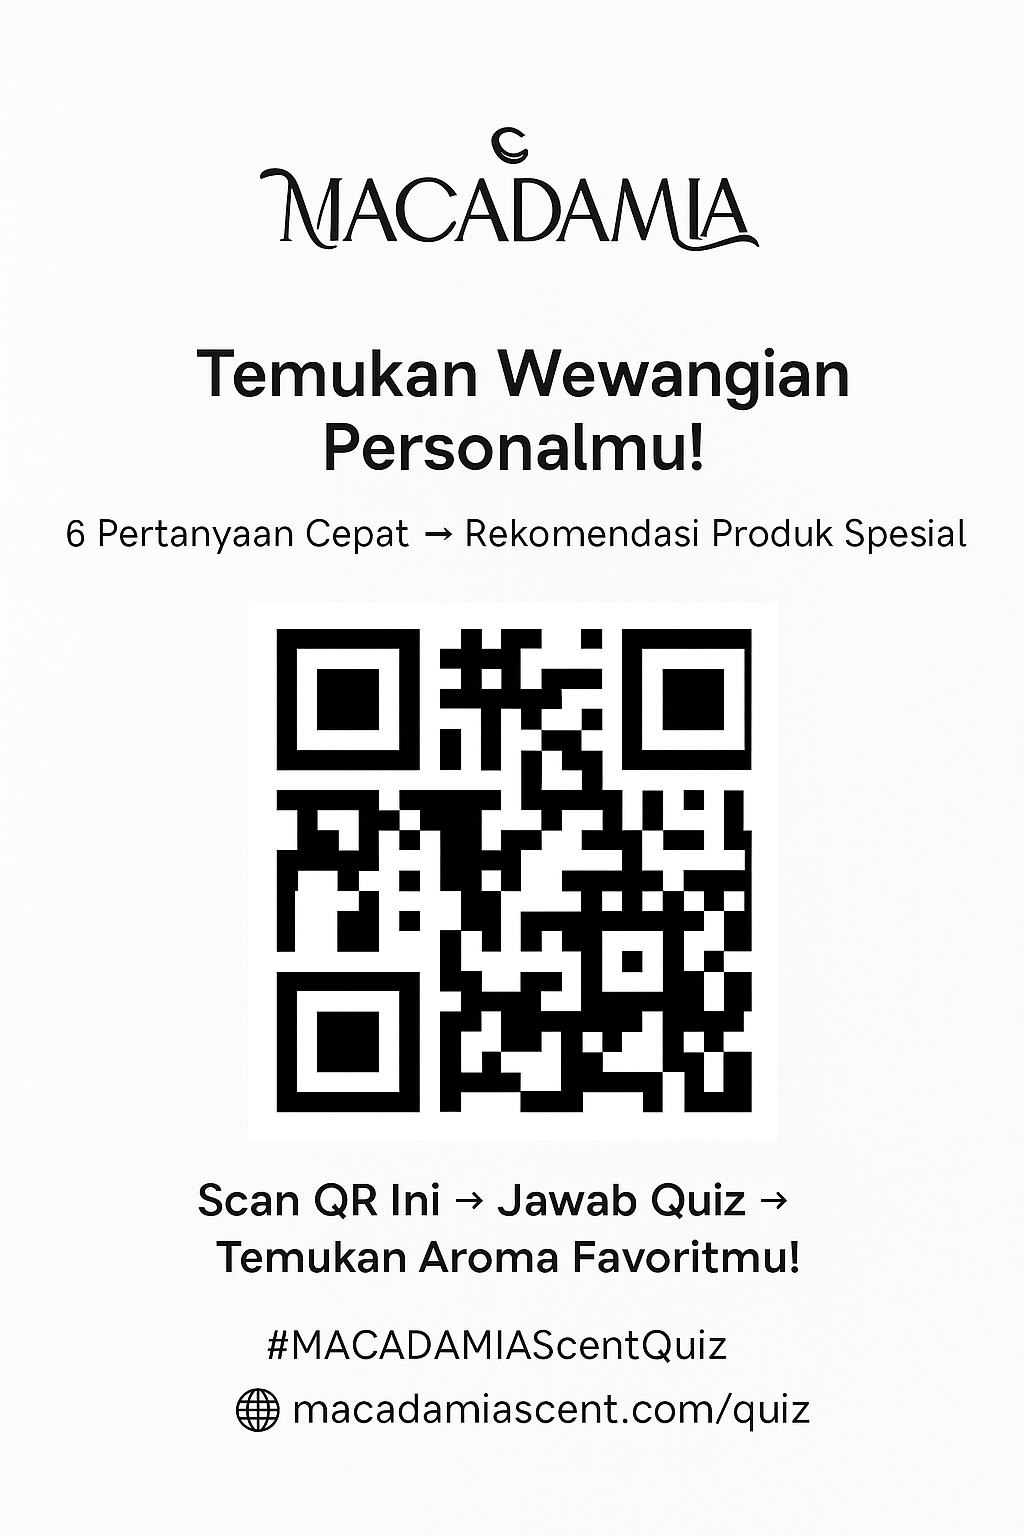 MACADAMIA
Temukan Wewangian
Personalmu!
6 Pertanyaan Cepat → Rekomendasi Produk Spesial
Scan QR Ini → Jawab Quiz →
Temukan Aroma Favoritmu!
#MACADAMIAScentQuiz
macadamiascent.com/quiz